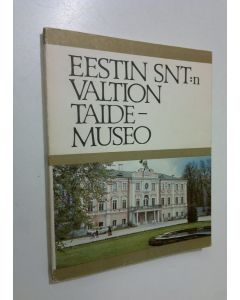 EESTIN SNT:n
VALTION
TAIDE–
MUSEO